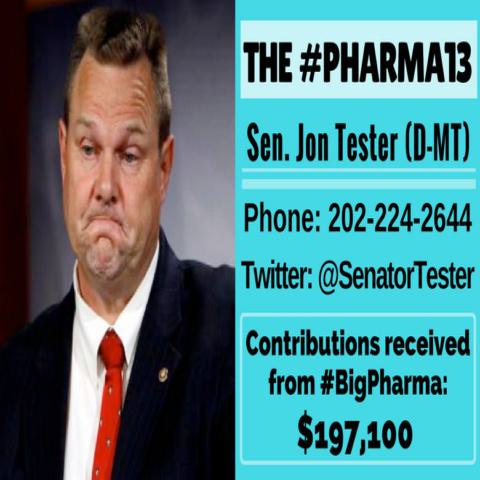 THE #PHARMA13
Sen. Jon Tester (D-MT)
Phone: 202-224-2644
Twitter: @SenatorTester
Contributions received
from #BigPharma:
$197,100